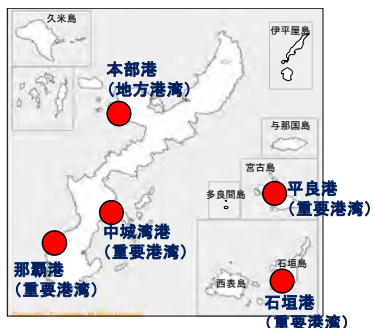 久米島
伊平屋島
本部港
（地方港湾）
与那国島
宮古島
多良間島
平良港
（重要港湾）
中城湾港
（重要港湾）
那覇港
（重要港湾）
石垣島
西表島
石垣港
（重要港湾）